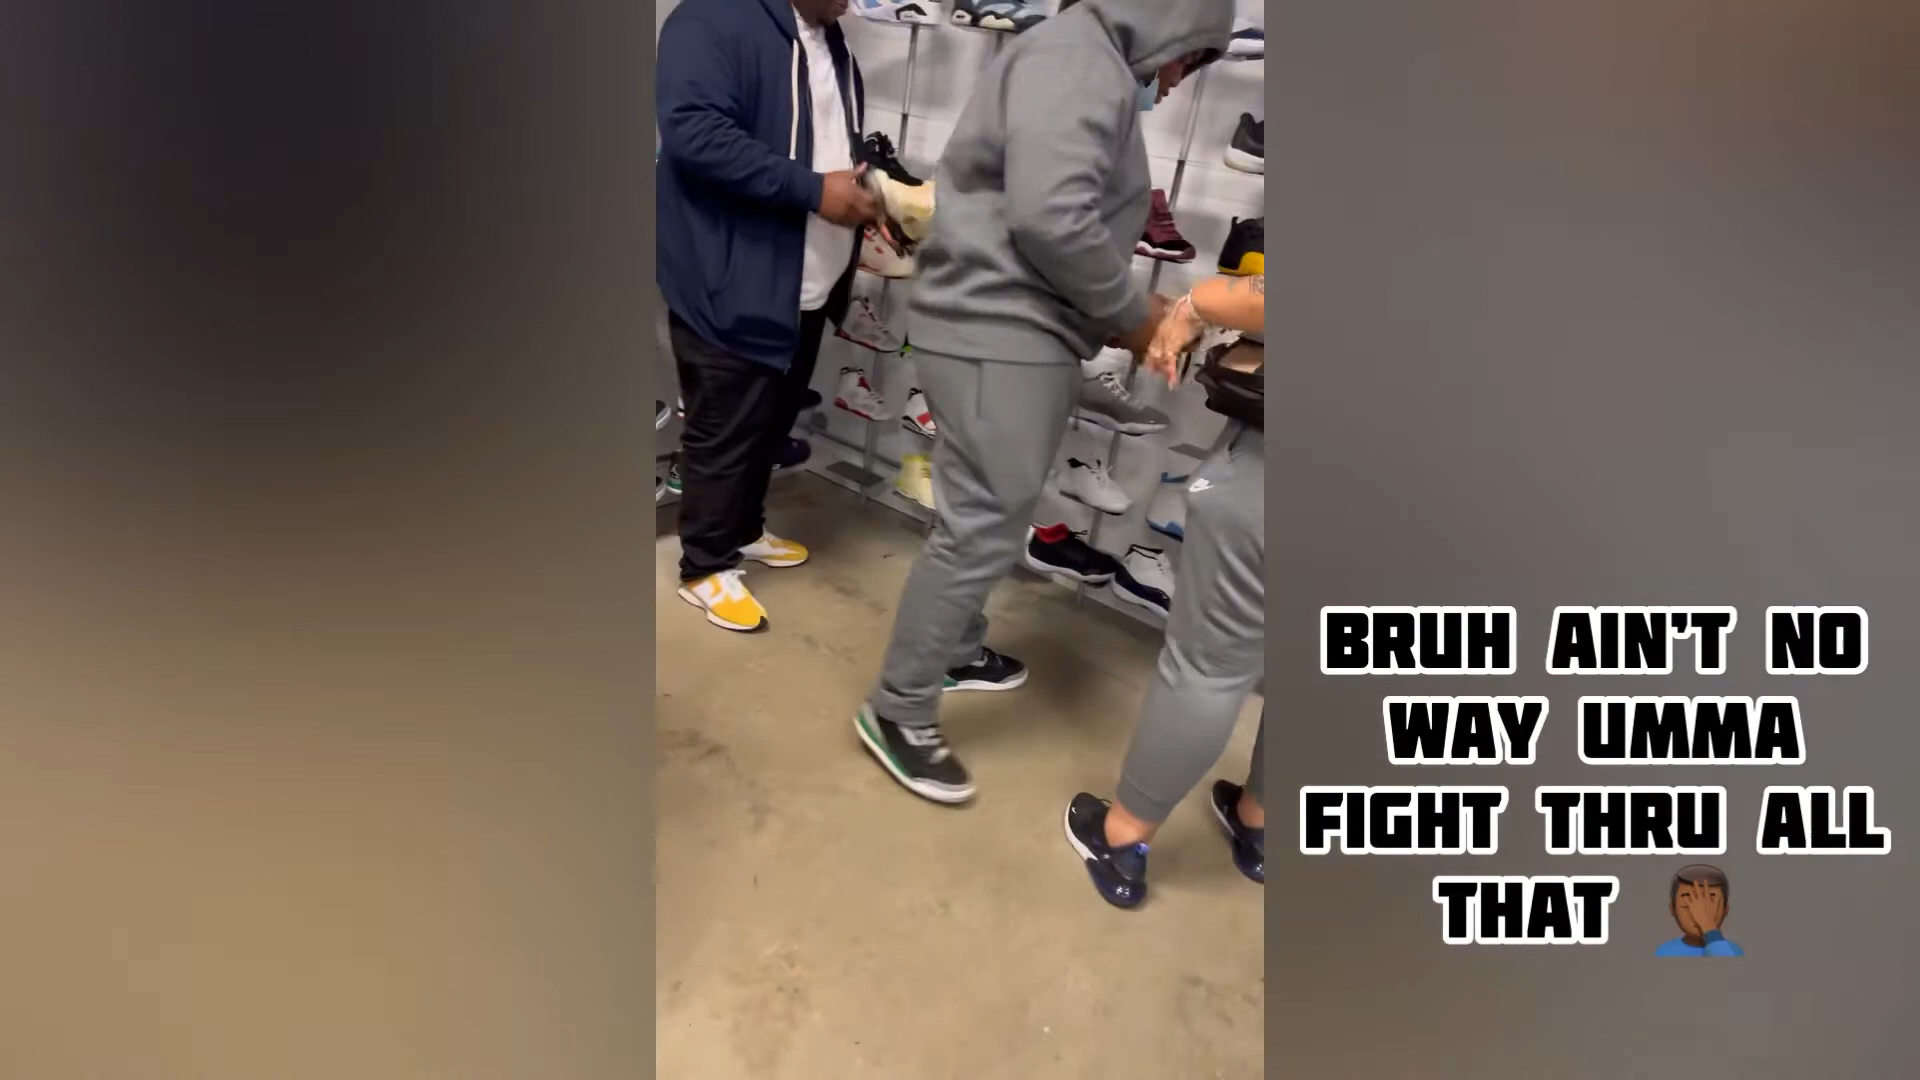 BRUH AIN'T NO
WAY UMMA
FIGHT THRU ALL
THAT 🤦🏾‍♂️